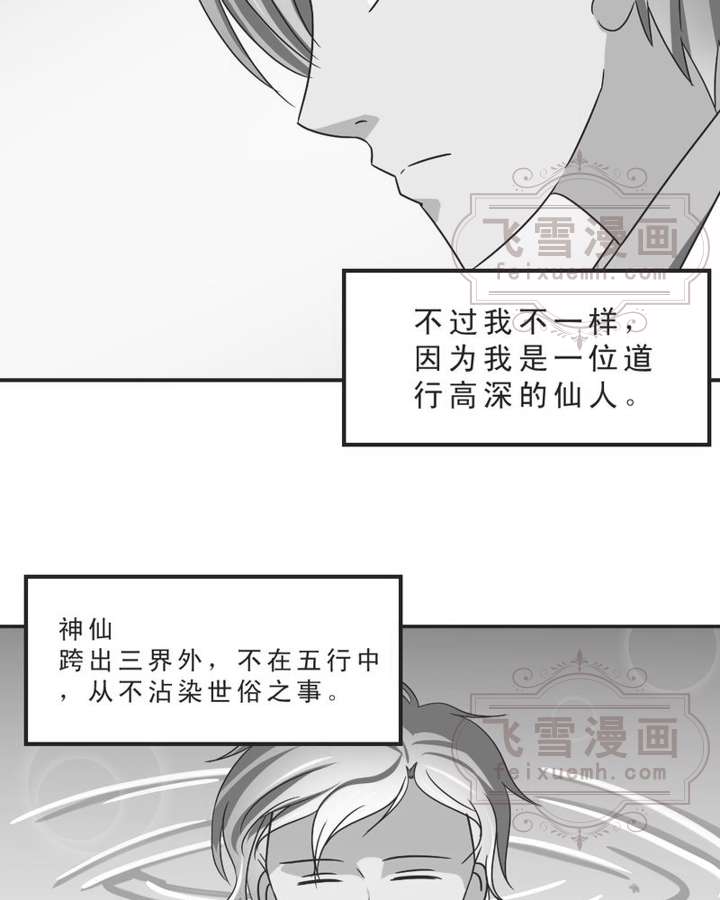 飞雪漫画
feixuemh.com
不过我不一样，
因为我是一位道
行高深的仙人。
神仙
跨出三界外，不在五行中
，从不沾染世俗之事。
飞雪漫画
feixuemh.com